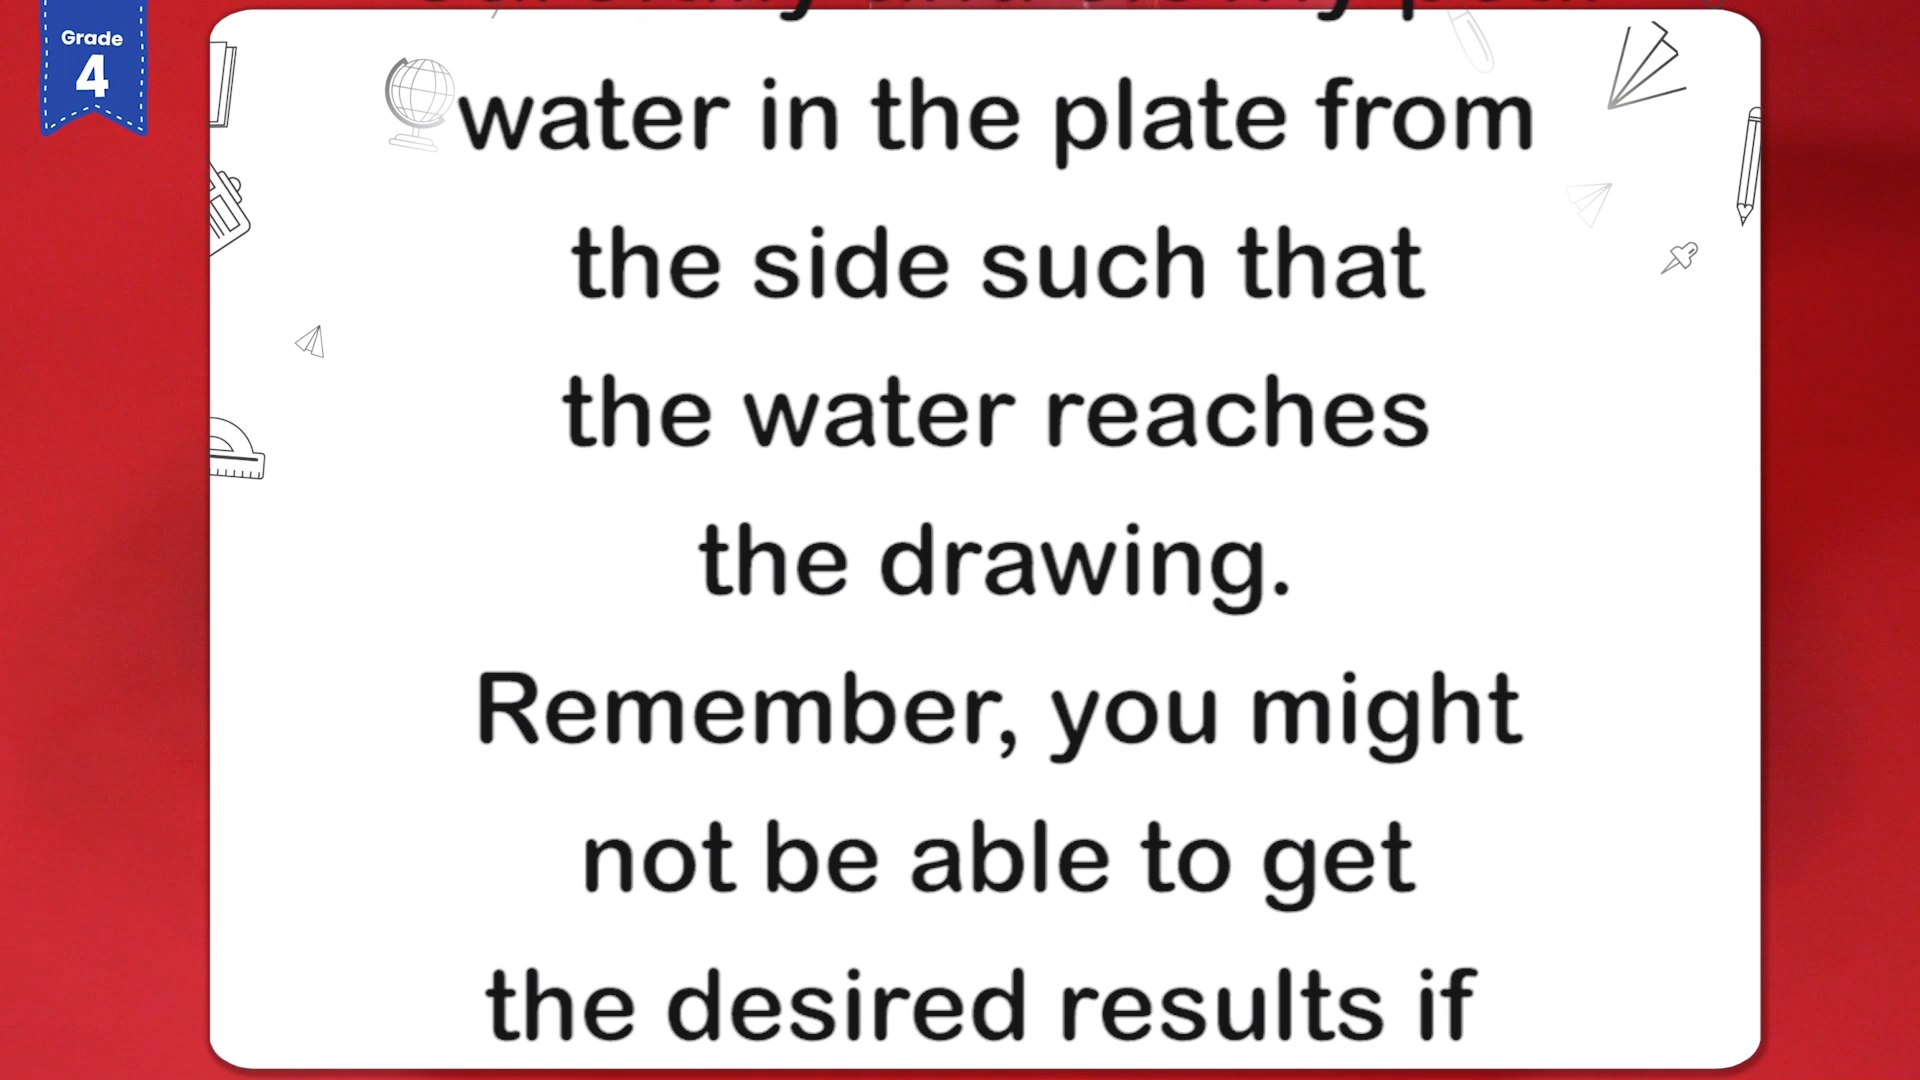 Grade
4
water in the plate from
the side such that
the water reaches
the drawing.
Remember, you might
not be able to get
the desired results if